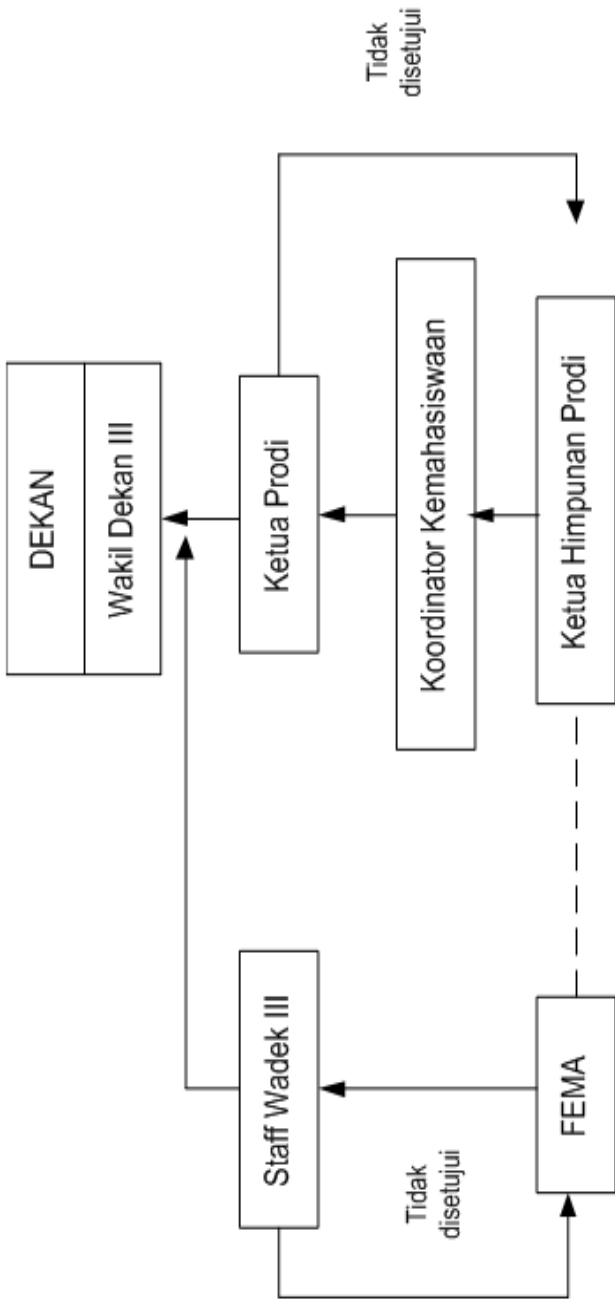 DEKAN
Wakil Dekan III
Staff Wadek III
Ketua Prodi
Tidak
disetujui
Tidak
disetujui
Koordinator Kemahasiswaan
FEMA
Ketua Himpunan Prodi